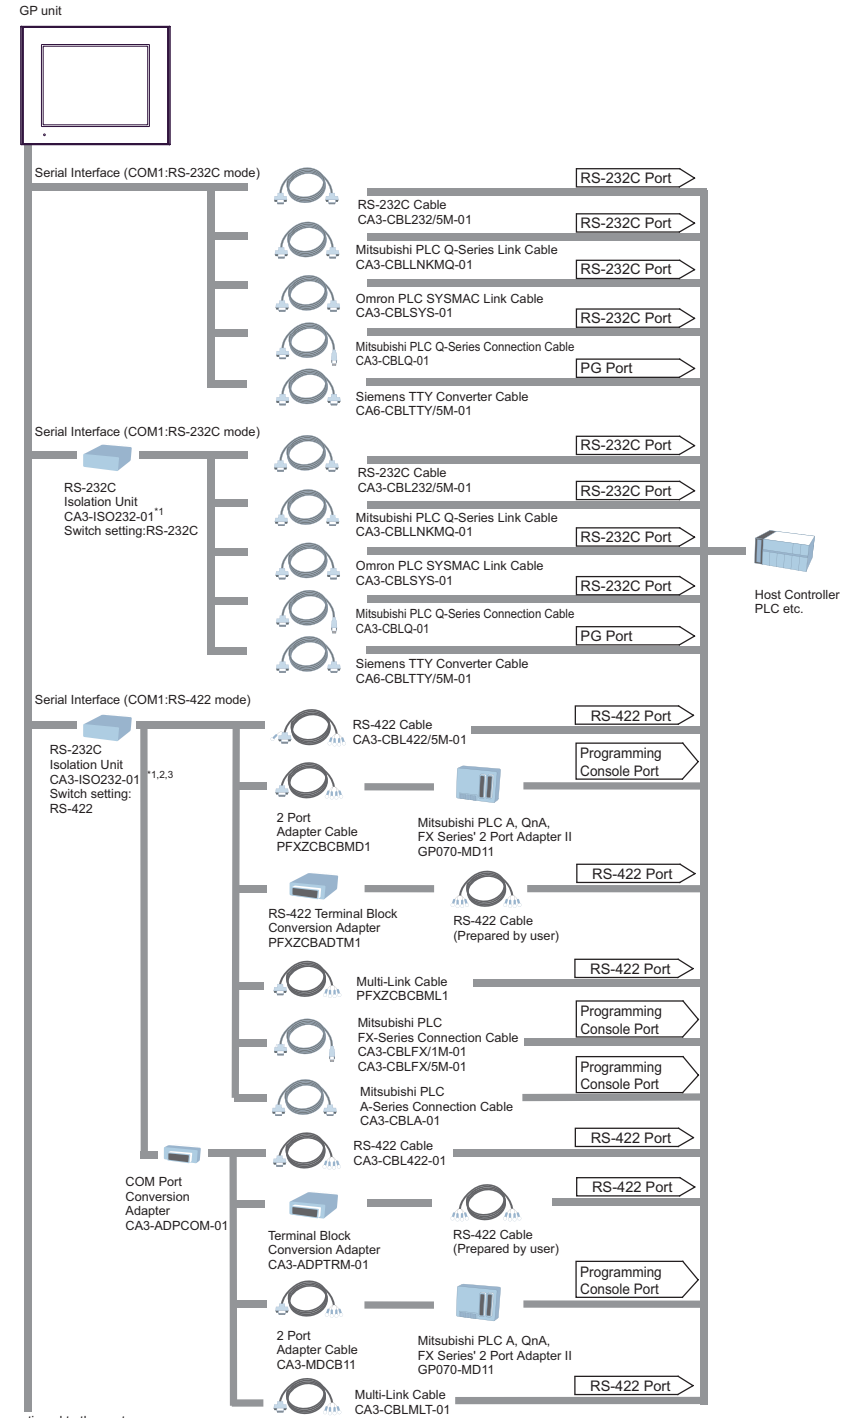 GP unit
Serial Interface (COM1:RS-232C mode)
RS-232C Port
RS-232C Cable
CA3-CBL232/5M-01
RS-232C Port
Mitsubishi PLC Q-Series Link Cable
CA3-CBLLNKMQ-01
RS-232C Port
Omron PLC SYSMAC Link Cable
CA3-CBLSYS-01
RS-232C Port
Mitsubishi PLC Q-Series Connection Cable
CA3-CBLQ-01
PG Port
Siemens TTY Converter Cable
CA6-CBLTTY/5M-01
Serial Interface (COM1:RS-232C mode)
RS-232C
Isolation Unit
CA3-ISO232-01*1
Switch setting:RS-232C
RS-232C Port
RS-232C Cable
CA3-CBL232/5M-01
RS-232C Port
Mitsubishi PLC Q-Series Link Cable
CA3-CBLLNKMQ-01
RS-232C Port
Omron PLC SYSMAC Link Cable
CA3-CBLSYS-01
RS-232C Port
Mitsubishi PLC Q-Series Connection Cable
CA3-CBLQ-01
PG Port
Siemens TTY Converter Cable
CA6-CBLTTY/5M-01
Host Controller
PLC etc.
Serial Interface (COM1:RS-422 mode)
RS-232C
Isolation Unit
CA3-ISO232-01*1,2,3
Switch setting:
RS-422
RS-422 Cable
CA3-CBL422/5M-01
RS-422 Port
2 Port
Adapter Cable
PFXZCBCBMD1
Mitsubishi PLC A, QnA,
FX Series' 2 Port Adapter II
GP070-MD11
Programming
Console Port
RS-422 Terminal Block
Conversion Adapter
PFXZCBADTM1
RS-422 Cable
(Prepared by user)
RS-422 Port
Multi-Link Cable
PFXZCBCBML1
RS-422 Port
Mitsubishi PLC
FX-Series Connection Cable
CA3-CBLFX/1M-01
CA3-CBLFX/5M-01
Programming
Console Port
Mitsubishi PLC
A-Series Connection Cable
CA3-CBLA-01
Programming
Console Port
COM Port
Conversion
Adapter
CA3-ADPCOM-01
RS-422 Cable
CA3-CBL422-01
RS-422 Port
Terminal Block
Conversion Adapter
CA3-ADPTRM-01
RS-422 Cable
(Prepared by user)
RS-422 Port
2 Port
Adapter Cable
CA3-MDCB11
Mitsubishi PLC A, QnA,
FX Series' 2 Port Adapter II
GP070-MD11
Programming
Console Port
Multi-Link Cable
CA3-CBLMLT-01
RS-422 Port